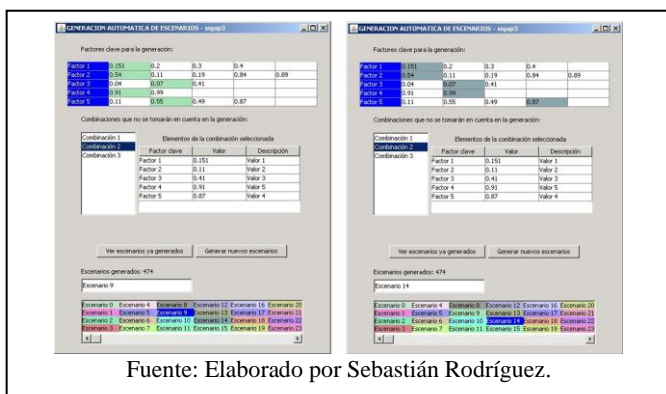 GENERACION AUTOMATICA DE ESCENARIOS - sigap3
Factores clave para la generación:
Factor 1 0.151 0.2 0.3 0.4
Factor 2 0.54 0.11 0.19 0.84 0.89
Factor 3 0.04 0.07 0.41
Factor 4 0.91 0.99
Factor 5 0.11 0.55 0.49 0.87
Combinaciones que no se tomarán en cuenta en la generación:
Combinación 1
Combinación 2
Combinación 3
Elementos de la combinación seleccionada
Factor clave Valor Descripción
Factor 1 0.151 Valor 1
Factor 2 0.11 Valor 2
Factor 3 0.41 Valor 3
Factor 4 0.91 Valor 5
Factor 5 0.87 Valor 4
Ver escenarios ya generados Generar nuevos escenarios
Escenarios generados: 474
Escenario 9
Escenario 0 Escenario 4 Escenario 8 Escenario 12 Escenario 16 Escenario 20
Escenario 1 Escenario 5 Escenario 9 Escenario 13 Escenario 17 Escenario 21
Escenario 2 Escenario 6 Escenario 10 Escenario 14 Escenario 18 Escenario 22
Escenario 3 Escenario 7 Escenario 11 Escenario 15 Escenario 19 Escenario 23
GENERACION AUTOMATICA DE ESCENARIOS - sigap3
Factores clave para la generación:
Factor 1 0.151 0.2 0.3 0.4
Factor 2 0.54 0.11 0.19 0.84 0.89
Factor 3 0.04 0.07 0.41
Factor 4 0.91 0.99
Factor 5 0.11 0.55 0.49 0.87
Combinaciones que no se tomarán en cuenta en la generación:
Combinación 1
Combinación 2
Combinación 3
Elementos de la combinación seleccionada
Factor clave Valor Descripción
Factor 1 0.151 Valor 1
Factor 2 0.11 Valor 2
Factor 3 0.41 Valor 3
Factor 4 0.91 Valor 5
Factor 5 0.87 Valor 4
Ver escenarios ya generados Generar nuevos escenarios
Escenarios generados: 474
Escenario 14
Escenario 0 Escenario 4 Escenario 8 Escenario 12 Escenario 16 Escenario 20
Escenario 1 Escenario 5 Escenario 9 Escenario 13 Escenario 17 Escenario 21
Escenario 2 Escenario 6 Escenario 10 Escenario 14 Escenario 18 Escenario 22
Escenario 3 Escenario 7 Escenario 11 Escenario 15 Escenario 19 Escenario 23
Fuente: Elaborado por Sebastián Rodríguez.